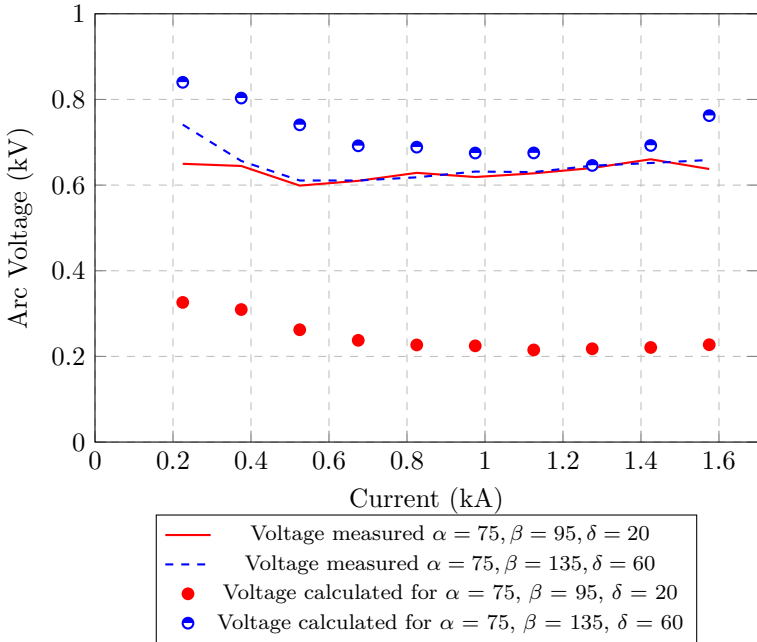 1
0.8
0.6
0.4
0.2
0
Arc Voltage (kV)
0 0.2 0.4 0.6 0.8 1 1.2 1.4 1.6
Current (kA)
Voltage measured α = 75, β = 95, δ = 20
Voltage measured α = 75, β = 135, δ = 60
Voltage calculated for α = 75, β = 95, δ = 20
Voltage calculated for α = 75, β = 135, δ = 60